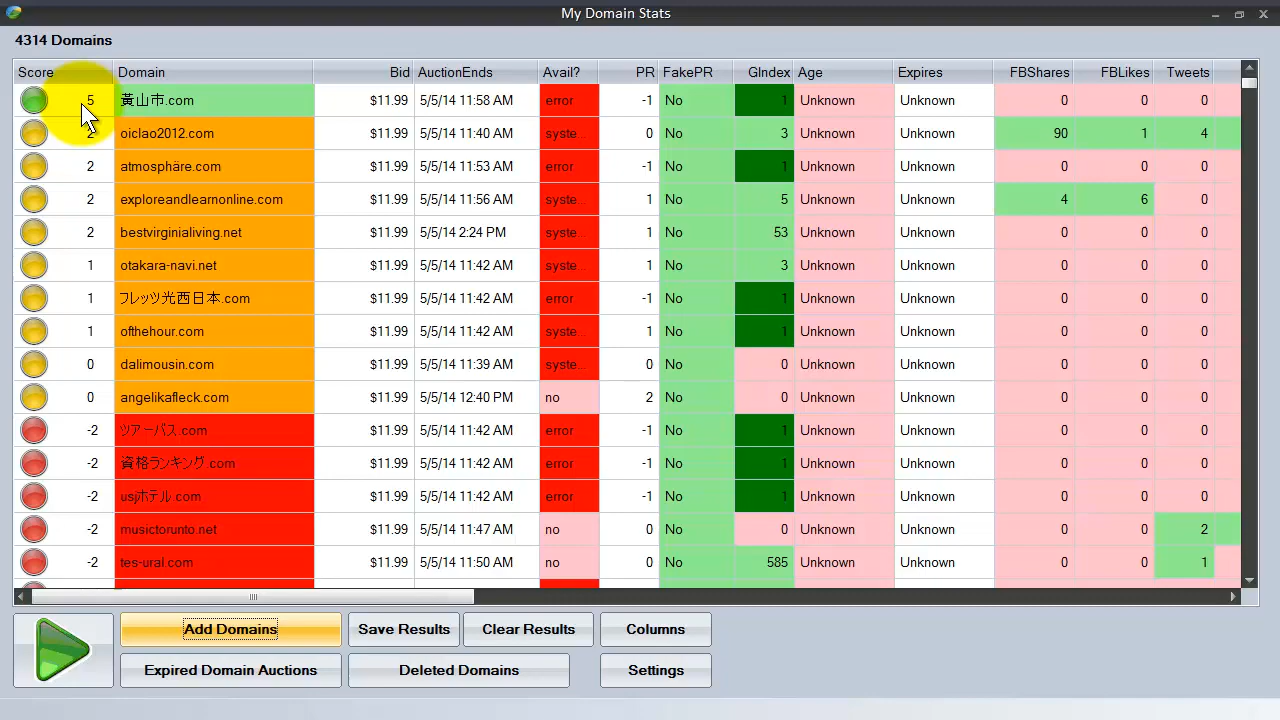 My Domain Stats
4314 Domains
Score Domain Bid AuctionEnds Avail? PR FakePR GIndex Age Expires FBShares FBLikes Tweets
5 黃山市.com $11.99 5/5/14 11:58 AM error -1 No 1 Unknown Unknown 0 0 0
2 oiclao2012.com $11.99 5/5/14 11:40 AM syste... 0 No 3 Unknown Unknown 90 1 4
2 atmosphäre.com $11.99 5/5/14 11:53 AM error -1 No 1 Unknown Unknown 0 0 0
2 exploreandlearnonline.com $11.99 5/5/14 11:56 AM syste... 1 No 5 Unknown Unknown 4 6 0
2 bestvirginialiving.net $11.99 5/5/14 2:24 PM syste... 1 No 53 Unknown Unknown 0 0 0
1 otakara-navi.net $11.99 5/5/14 11:42 AM syste... 1 No 3 Unknown Unknown 0 0 0
1 フレッツ光西日本.com $11.99 5/5/14 11:42 AM error -1 No 1 Unknown Unknown 0 0 0
1 ofthehour.com $11.99 5/5/14 11:42 AM syste... 1 No 1 Unknown Unknown 0 0 0
0 dalimousin.com $11.99 5/5/14 11:39 AM syste... 0 No 0 Unknown Unknown 0 0 0
0 angelikafleck.com $11.99 5/5/14 12:40 PM no 2 No 0 Unknown Unknown 0 0 0
-2 ツアーバス.com $11.99 5/5/14 11:42 AM error -1 No 1 Unknown Unknown 0 0 0
-2 資格ランキング.com $11.99 5/5/14 11:42 AM error -1 No 1 Unknown Unknown 0 0 0
-2 usjホテル.com $11.99 5/5/14 11:42 AM error -1 No 1 Unknown Unknown 0 0 0
-2 musictorunto.net $11.99 5/5/14 11:47 AM no 0 No 0 Unknown Unknown 0 0 2
-2 tes-ural.com $11.99 5/5/14 11:50 AM no 0 No 585 Unknown Unknown 0 0 1
Add Domains Save Results Clear Results Columns
Expired Domain Auctions Deleted Domains Settings